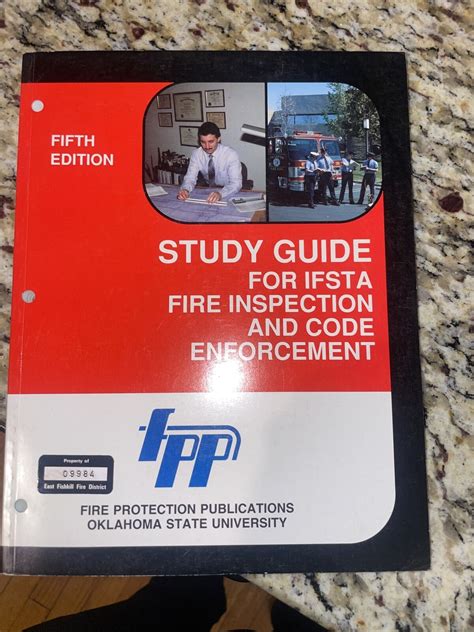 FIFTH
EDITION
STUDY GUIDE
FOR IFSTA
FIRE INSPECTION
AND CODE
ENFORCEMENT
fpp
Property of
09984
East Fishkill Fire District
FIRE PROTECTION PUBLICATIONS
OKLAHOMA STATE UNIVERSITY